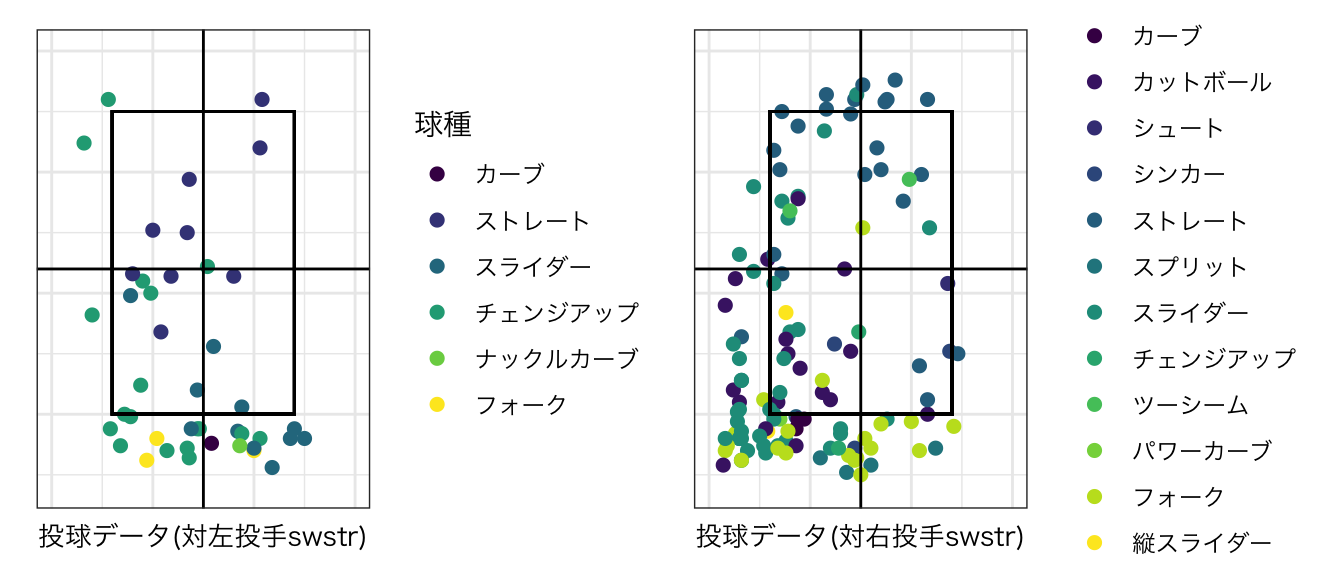 球種
カーブ
ストレート
スライダー
チェンジアップ
ナックルカーブ
フォーク
投球データ(対左投手swstr)
カーブ
カットボール
シュート
シンカー
ストレート
スプリット
スライダー
チェンジアップ
ツーシーム
パワーカーブ
フォーク
縦スライダー
投球データ(対右投手swstr)